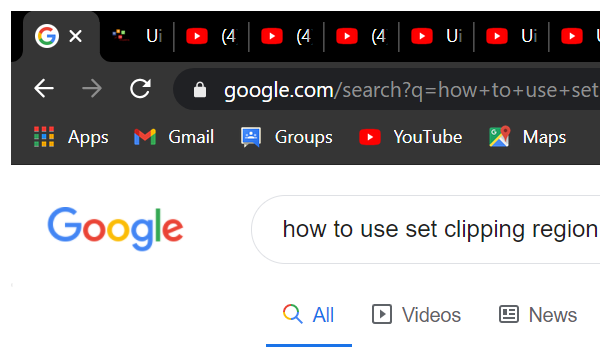 Ui (4 (4 (4 Ui Ui
google.com/search?q=how+to+use+set
Apps Gmail Groups YouTube Maps
Google how to use set clipping region
All Videos News